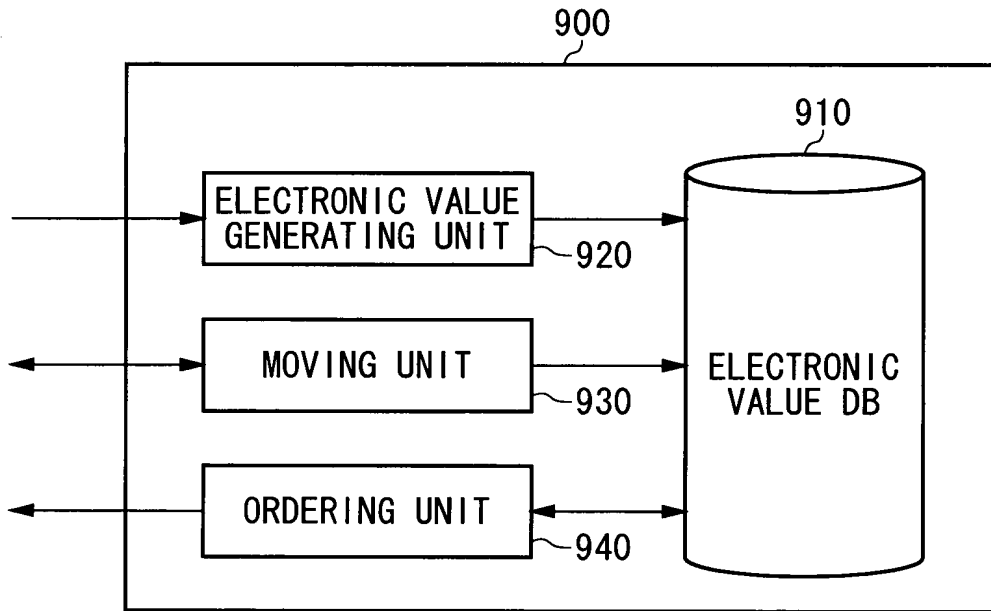 900
910
ELECTRONIC VALUE
GENERATING UNIT
920
MOVING UNIT
930
ELECTRONIC
VALUE DB
ORDERING UNIT
940